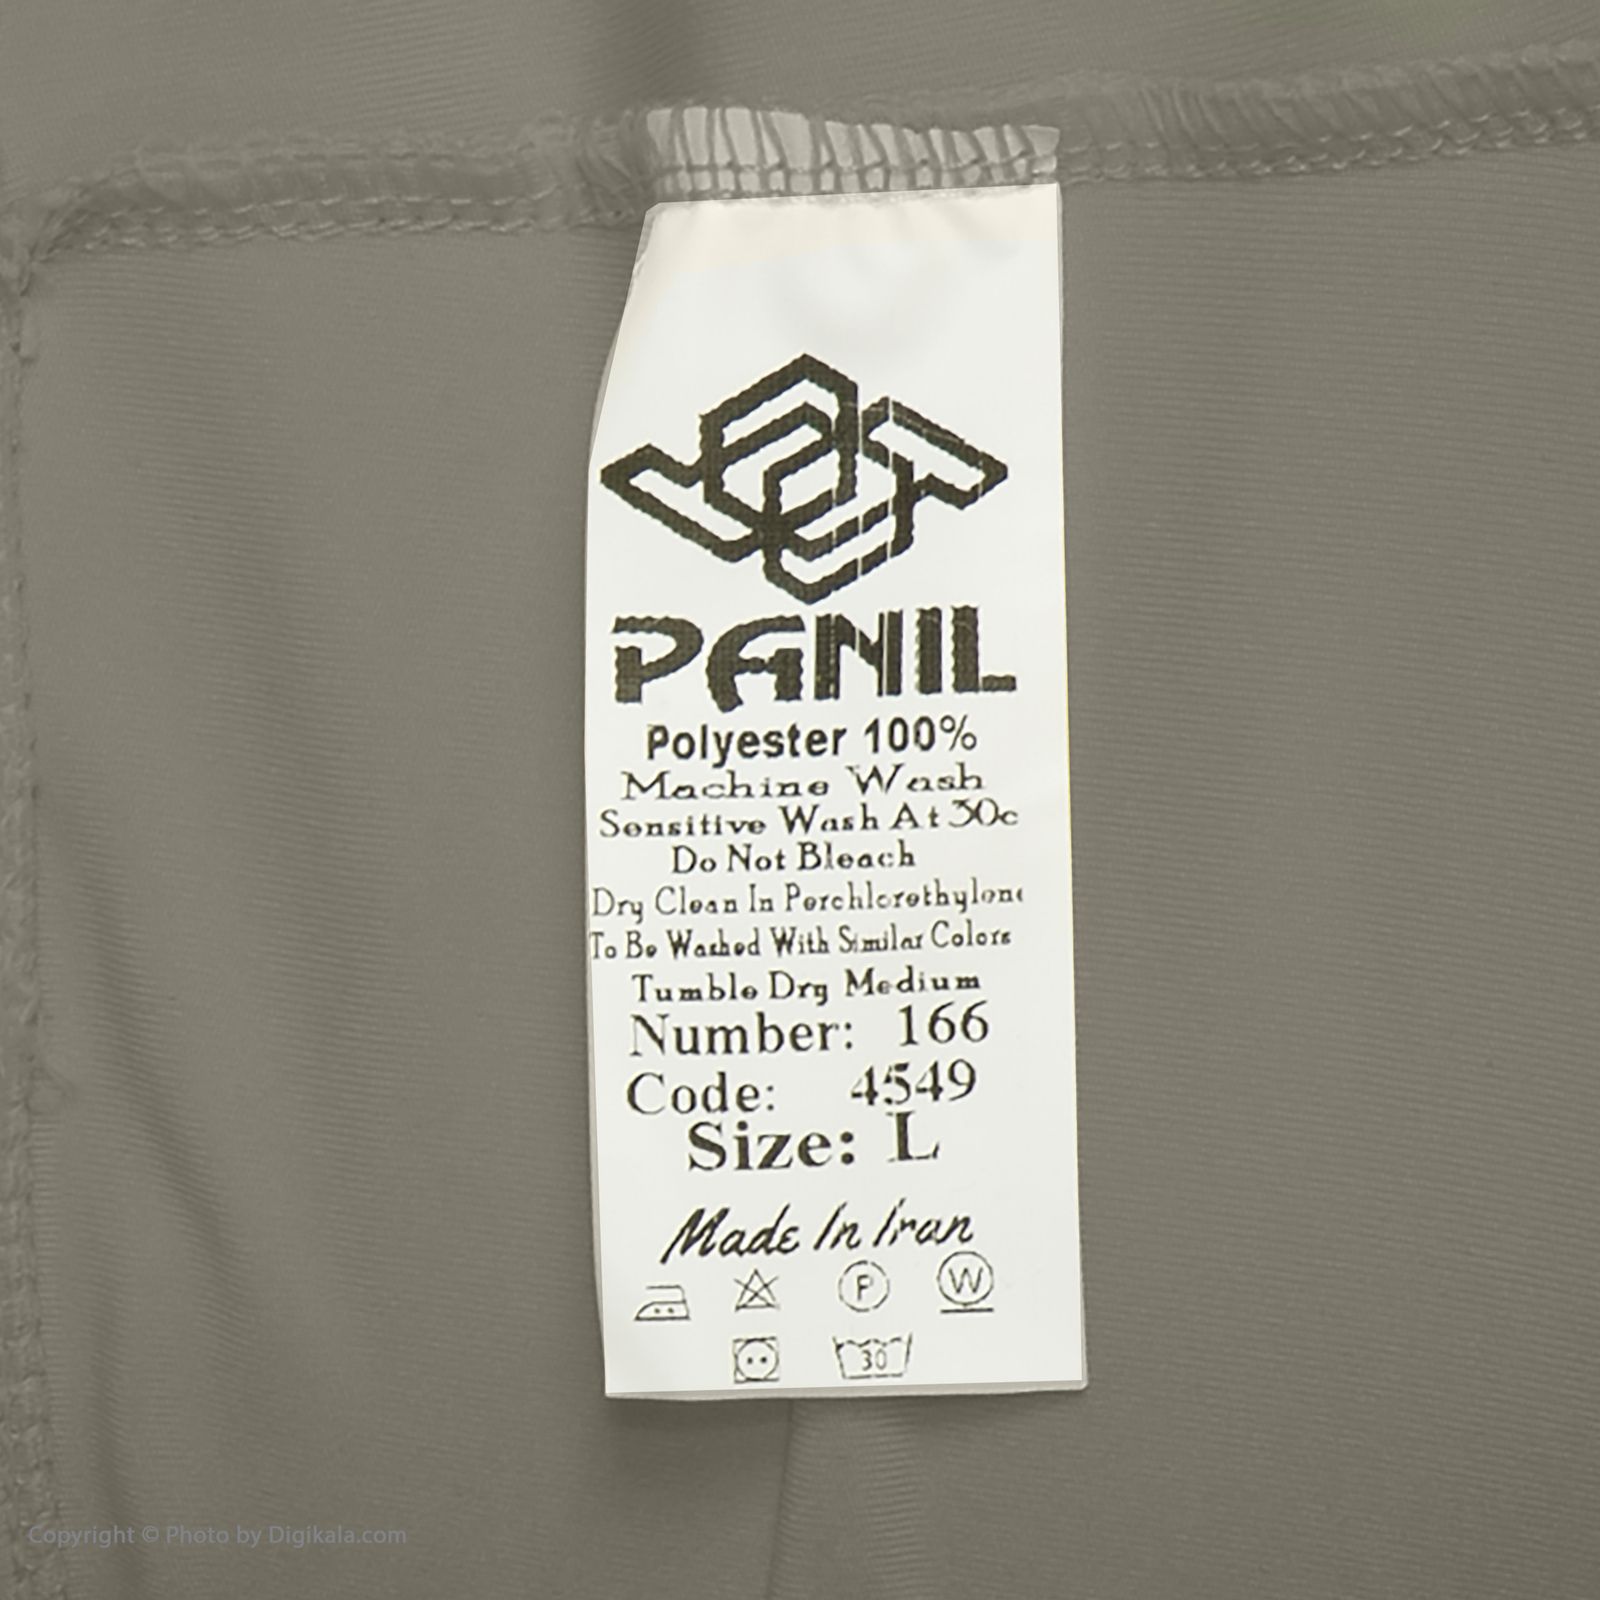 PANIL
Polyester 100%
Machine Wash
Sensitive Wash At 30c
Do Not Bleach
Dry Clean In Perchlorethylene
To Be Washed With Similar Colors
Tumble Dry Medium
Number: 166
Code: 4549
Size: L
Made In Iran
P W
30
Copyright © Photo by Digikala.com